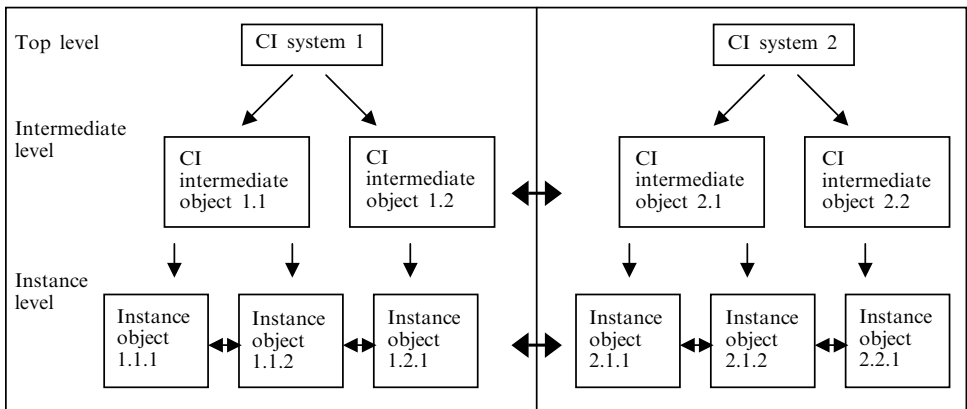 Top level
CI system 1
CI system 2
Intermediate
level
CI
intermediate
object 1.1
CI
intermediate
object 1.2
CI
intermediate
object 2.1
CI
intermediate
object 2.2
Instance
level
Instance
object
1.1.1
Instance
object
1.1.2
Instance
object
1.2.1
Instance
object
2.1.1
Instance
object
2.1.2
Instance
object
2.2.1